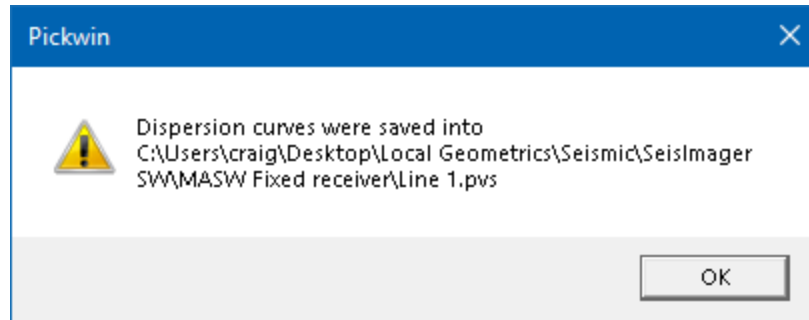 Pickwin
Dispersion curves were saved into
C:\Users\craig\Desktop\Local Geometrics\Seismic\SeisImager
SW\MASW Fixed receiver\Line 1.pvs
OK